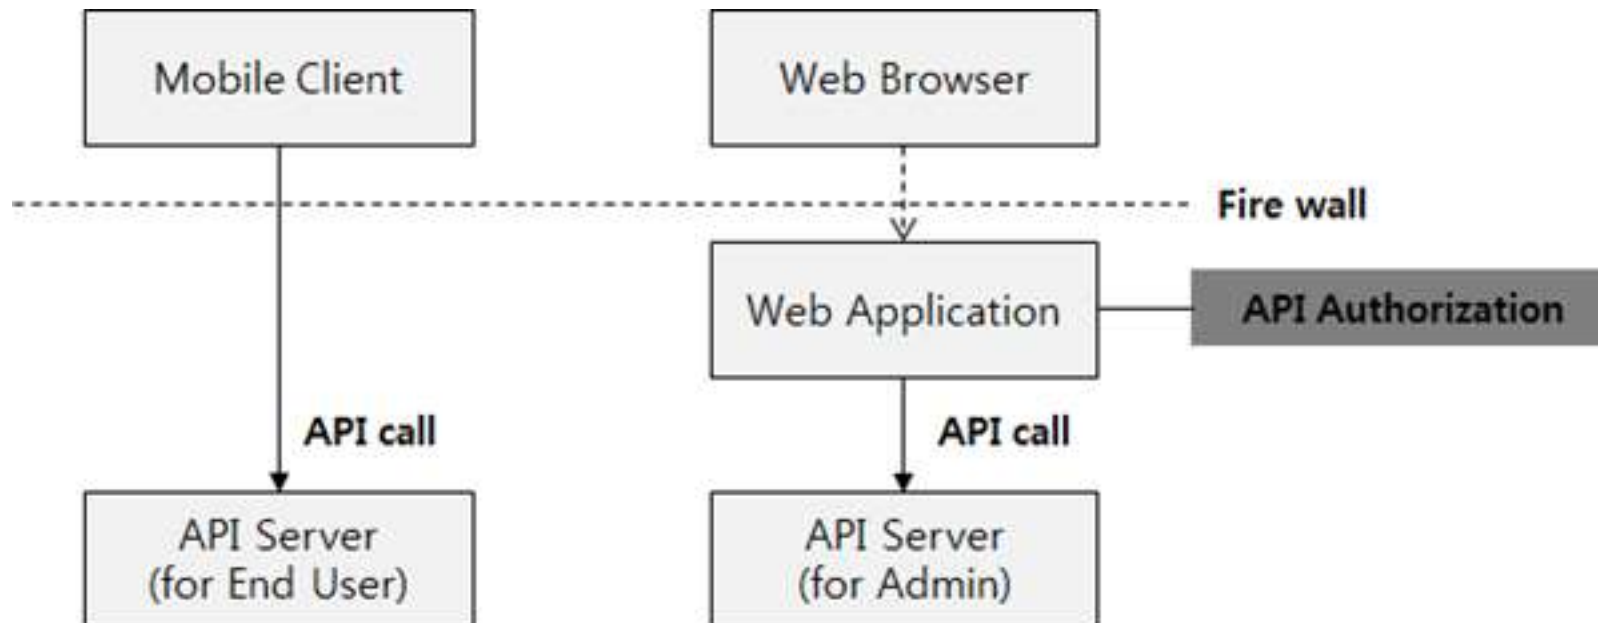 Mobile Client
Web Browser
Fire wall
Web Application
API Authorization
API call
API call
API Server
(for End User)
API Server
(for Admin)